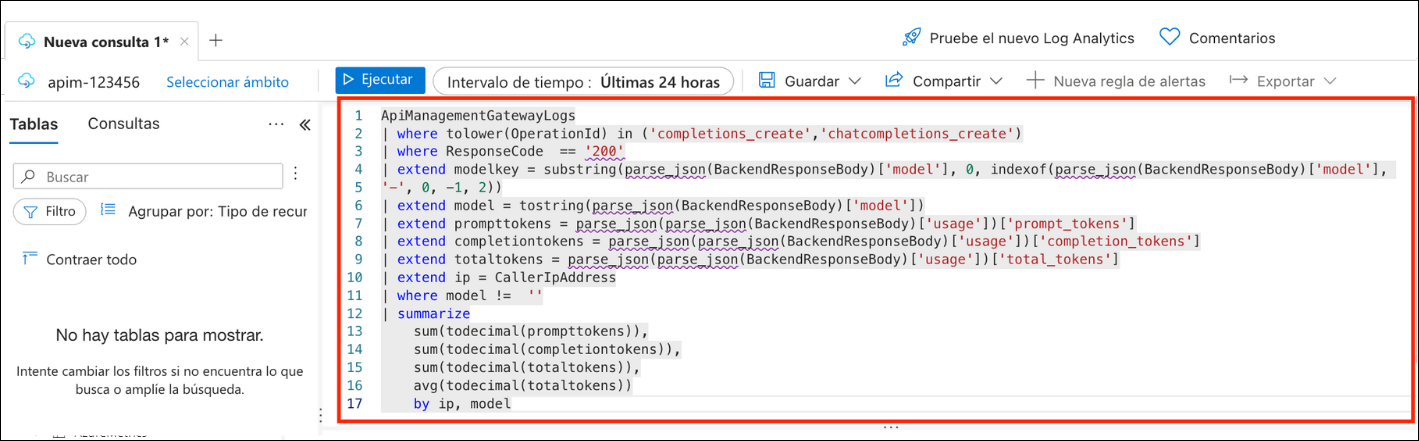 Nueva consulta 1*
Pruebe el nuevo Log Analytics
Comentarios
apim-123456
Seleccionar ámbito
Ejecutar
Intervalo de tiempo : Últimas 24 horas
Guardar
Compartir
Nueva regla de alertas
Exportar
Tablas
Consultas
Buscar
Filtro
Agrupar por: Tipo de recur
Contraer todo
No hay tablas para mostrar.
Intente cambiar los filtros si no encuentra lo que
busca o amplíe la búsqueda.
1 ApiManagementGatewayLogs
2 | where tolower(OperationId) in ('completions_create','chatcompletions_create')
3 | where ResponseCode  == '200'
4 | extend modelkey = substring(parse_json(BackendResponseBody)['model'], 0, indexof(parse_json(BackendResponseBody)['model'],
5 '-', 0, -1, 2))
6 | extend model = tostring(parse_json(BackendResponseBody)['model'])
7 | extend prompttokens = parse_json(parse_json(BackendResponseBody)['usage'])['prompt_tokens']
8 | extend completiontokens = parse_json(parse_json(BackendResponseBody)['usage'])['completion_tokens']
9 | extend totaltokens = parse_json(parse_json(BackendResponseBody)['usage'])['total_tokens']
10 | extend ip = CallerIpAddress
11 | where model !=  ''
12 | summarize
13 sum(todecimal(prompttokens)),
14 sum(todecimal(completiontokens)),
15 sum(todecimal(totaltokens)),
16 avg(todecimal(totaltokens))
17 by ip, model